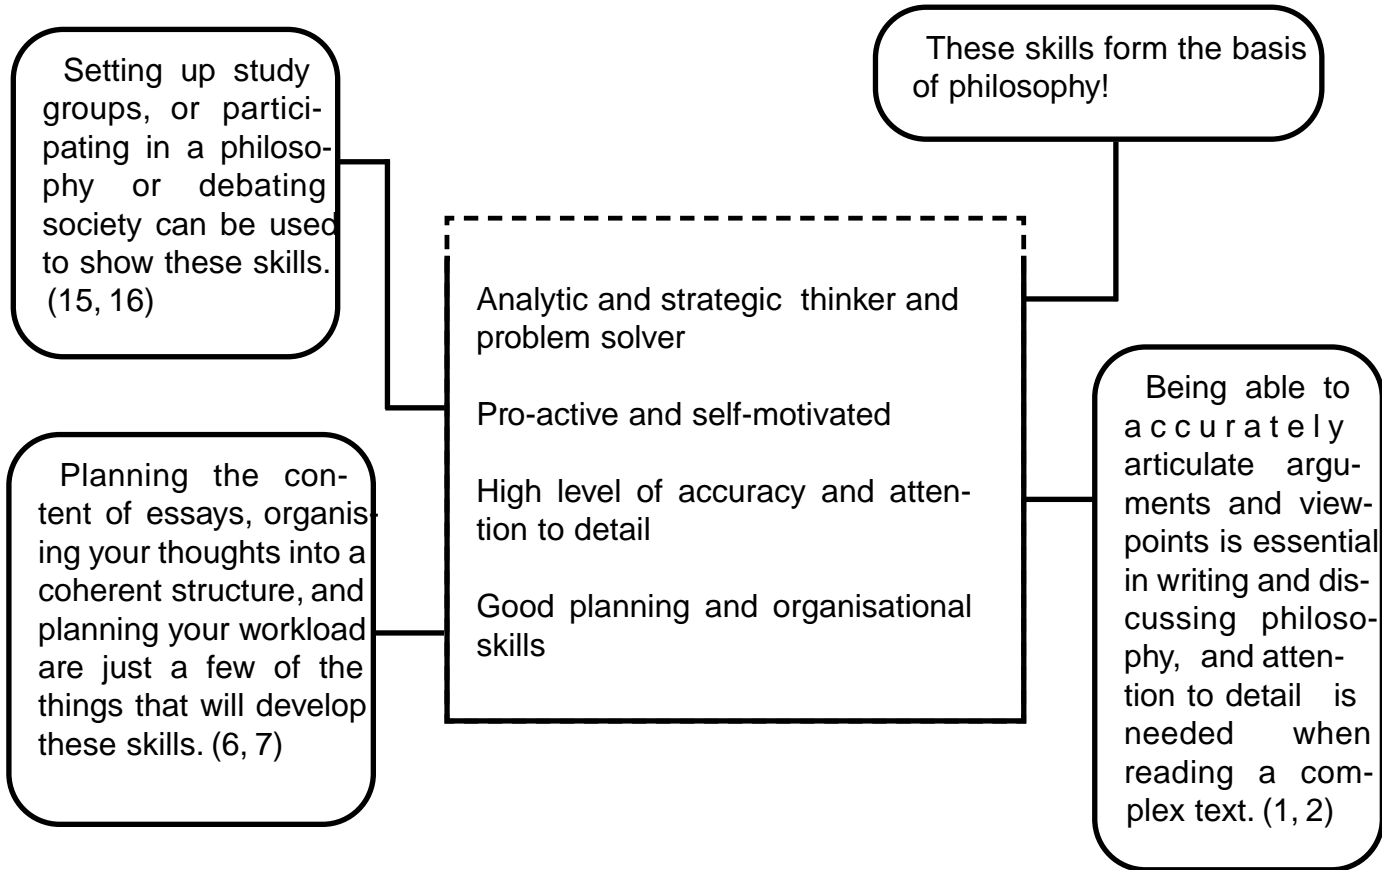 Setting up study
groups, or partici-
pating in a philoso-
phy or debating
society can be used
to show these skills.
(15, 16)
These skills form the basis
of philosophy!
Analytic and strategic thinker and
problem solver
Pro-active and self-motivated
High level of accuracy and atten-
tion to detail
Good planning and organisational
skills
Planning the con-
tent of essays, organis-
ing your thoughts into a
coherent structure, and
planning your workload
are just a few of the
things that will develop
these skills. (6, 7)
Being able to
accurately
articulate argu-
ments and view-
points is essential
in writing and dis-
cussing philoso-
phy, and atten-
tion to detail is
needed when
reading a com-
plex text. (1, 2)